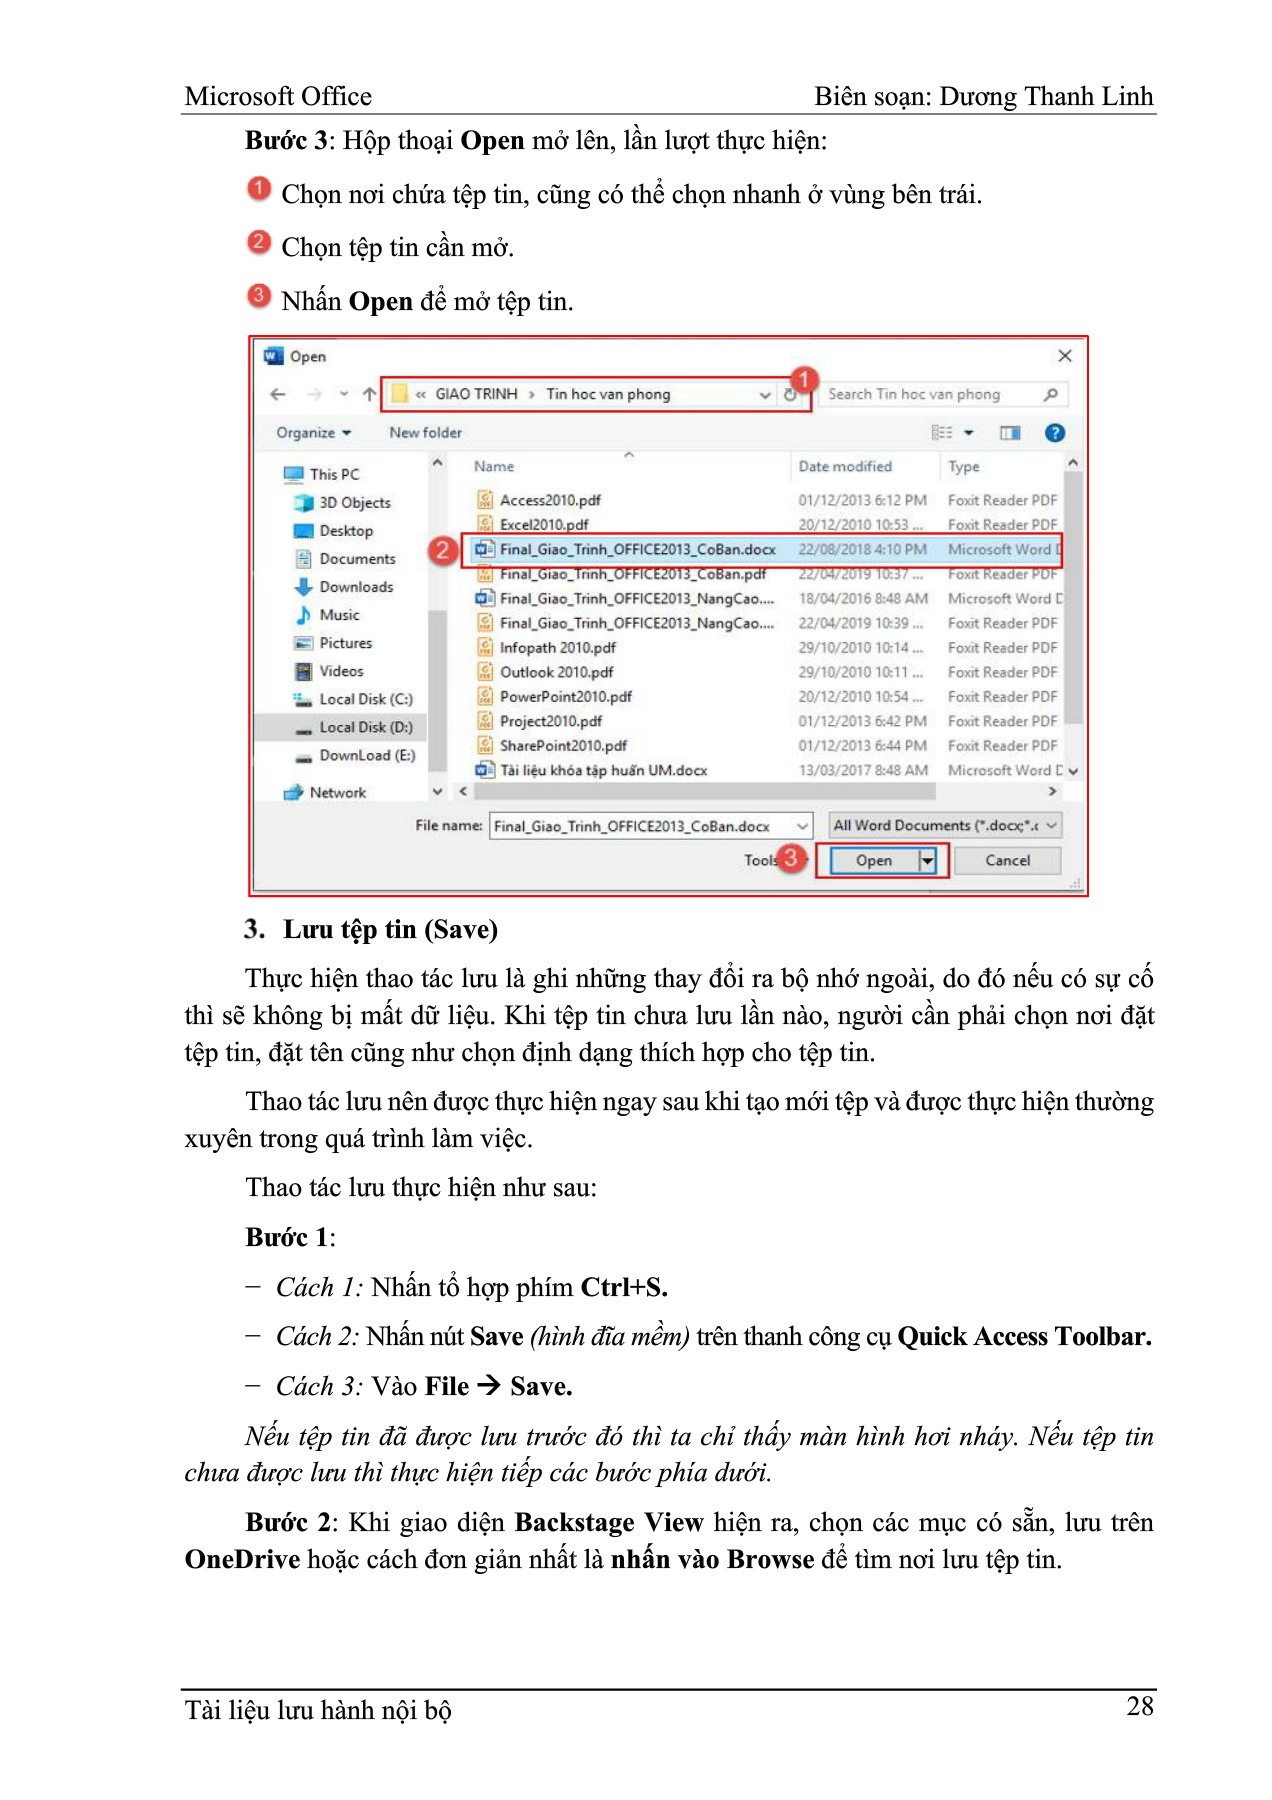 Microsoft Office Biên soạn: Dương Thanh Linh
Bước 3: Hộp thoại Open mở lên, lần lượt thực hiện:
1 Chọn nơi chứa tệp tin, cũng có thể chọn nhanh ở vùng bên trái.
2 Chọn tệp tin cần mở.
3 Nhấn Open để mở tệp tin.
Open
« GIAO TRINH › Tin hoc van phong 1 Search Tin hoc van phong
Organize New folder
Name Date modified Type
This PC
3D Objects
Desktop
Documents
Downloads
Music
Pictures
Videos
Local Disk (C:)
Local Disk (D:)
DownLoad (E:)
Network
Access2010.pdf 01/12/2013 6:12 PM Foxit Reader PDF
Excel2010.pdf 20/12/2010 10:53 ... Foxit Reader PDF
2 Final_Giao_Trinh_OFFICE2013_CoBan.docx 22/08/2018 4:10 PM Microsoft Word D
Final_Giao_Trinh_OFFICE2013_CoBan.pdf 22/04/2019 10:37 ... Foxit Reader PDF
Final_Giao_Trinh_OFFICE2013_NangCao.... 18/04/2016 8:48 AM Microsoft Word D
Final_Giao_Trinh_OFFICE2013_NangCao.... 22/04/2019 10:39 ... Foxit Reader PDF
Infopath 2010.pdf 29/10/2010 10:14 ... Foxit Reader PDF
Outlook 2010.pdf 29/10/2010 10:11 ... Foxit Reader PDF
PowerPoint2010.pdf 20/12/2010 10:54 ... Foxit Reader PDF
Project2010.pdf 01/12/2013 6:42 PM Foxit Reader PDF
SharePoint2010.pdf 01/12/2013 6:44 PM Foxit Reader PDF
Tài liệu khóa tập huấn UM.docx 13/03/2017 8:48 AM Microsoft Word D
File name: Final_Giao_Trinh_OFFICE2013_CoBan.docx All Word Documents (*.docx;*.c
Tools 3 Open Cancel
3. Lưu tệp tin (Save)
Thực hiện thao tác lưu là ghi những thay đổi ra bộ nhớ ngoài, do đó nếu có sự cố
thì sẽ không bị mất dữ liệu. Khi tệp tin chưa lưu lần nào, người cần phải chọn nơi đặt
tệp tin, đặt tên cũng như chọn định dạng thích hợp cho tệp tin.
Thao tác lưu nên được thực hiện ngay sau khi tạo mới tệp và được thực hiện thường
xuyên trong quá trình làm việc.
Thao tác lưu thực hiện như sau:
Bước 1:
− Cách 1: Nhấn tổ hợp phím Ctrl+S.
− Cách 2: Nhấn nút Save (hình đĩa mềm) trên thanh công cụ Quick Access Toolbar.
− Cách 3: Vào File → Save.
Nếu tệp tin đã được lưu trước đó thì ta chỉ thấy màn hình hơi nháy. Nếu tệp tin
chưa được lưu thì thực hiện tiếp các bước phía dưới.
Bước 2: Khi giao diện Backstage View hiện ra, chọn các mục có sẵn, lưu trên
OneDrive hoặc cách đơn giản nhất là nhấn vào Browse để tìm nơi lưu tệp tin.
Tài liệu lưu hành nội bộ 28